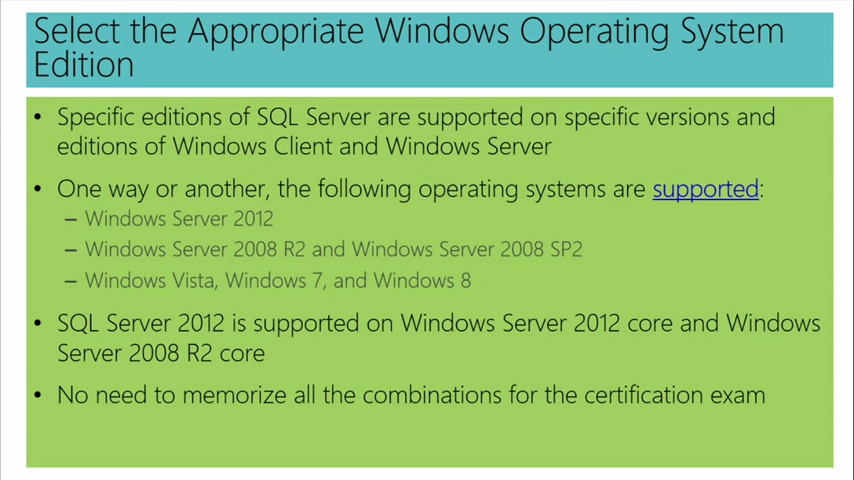 Select the Appropriate Windows Operating System
Edition
• Specific editions of SQL Server are supported on specific versions and
editions of Windows Client and Windows Server
• One way or another, the following operating systems are supported:
– Windows Server 2012
– Windows Server 2008 R2 and Windows Server 2008 SP2
– Windows Vista, Windows 7, and Windows 8
• SQL Server 2012 is supported on Windows Server 2012 core and Windows
Server 2008 R2 core
• No need to memorize all the combinations for the certification exam